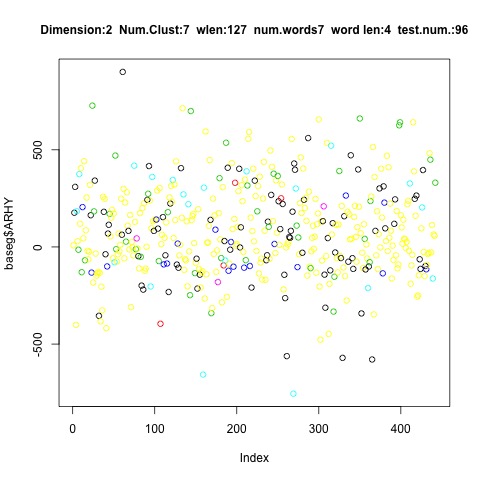 Dimension:2 Num.Clust:7 wlen:127 num.words7 word len:4 test.num.:96
500
0
-500
baseg$ARHY
0 100 200 300 400
Index